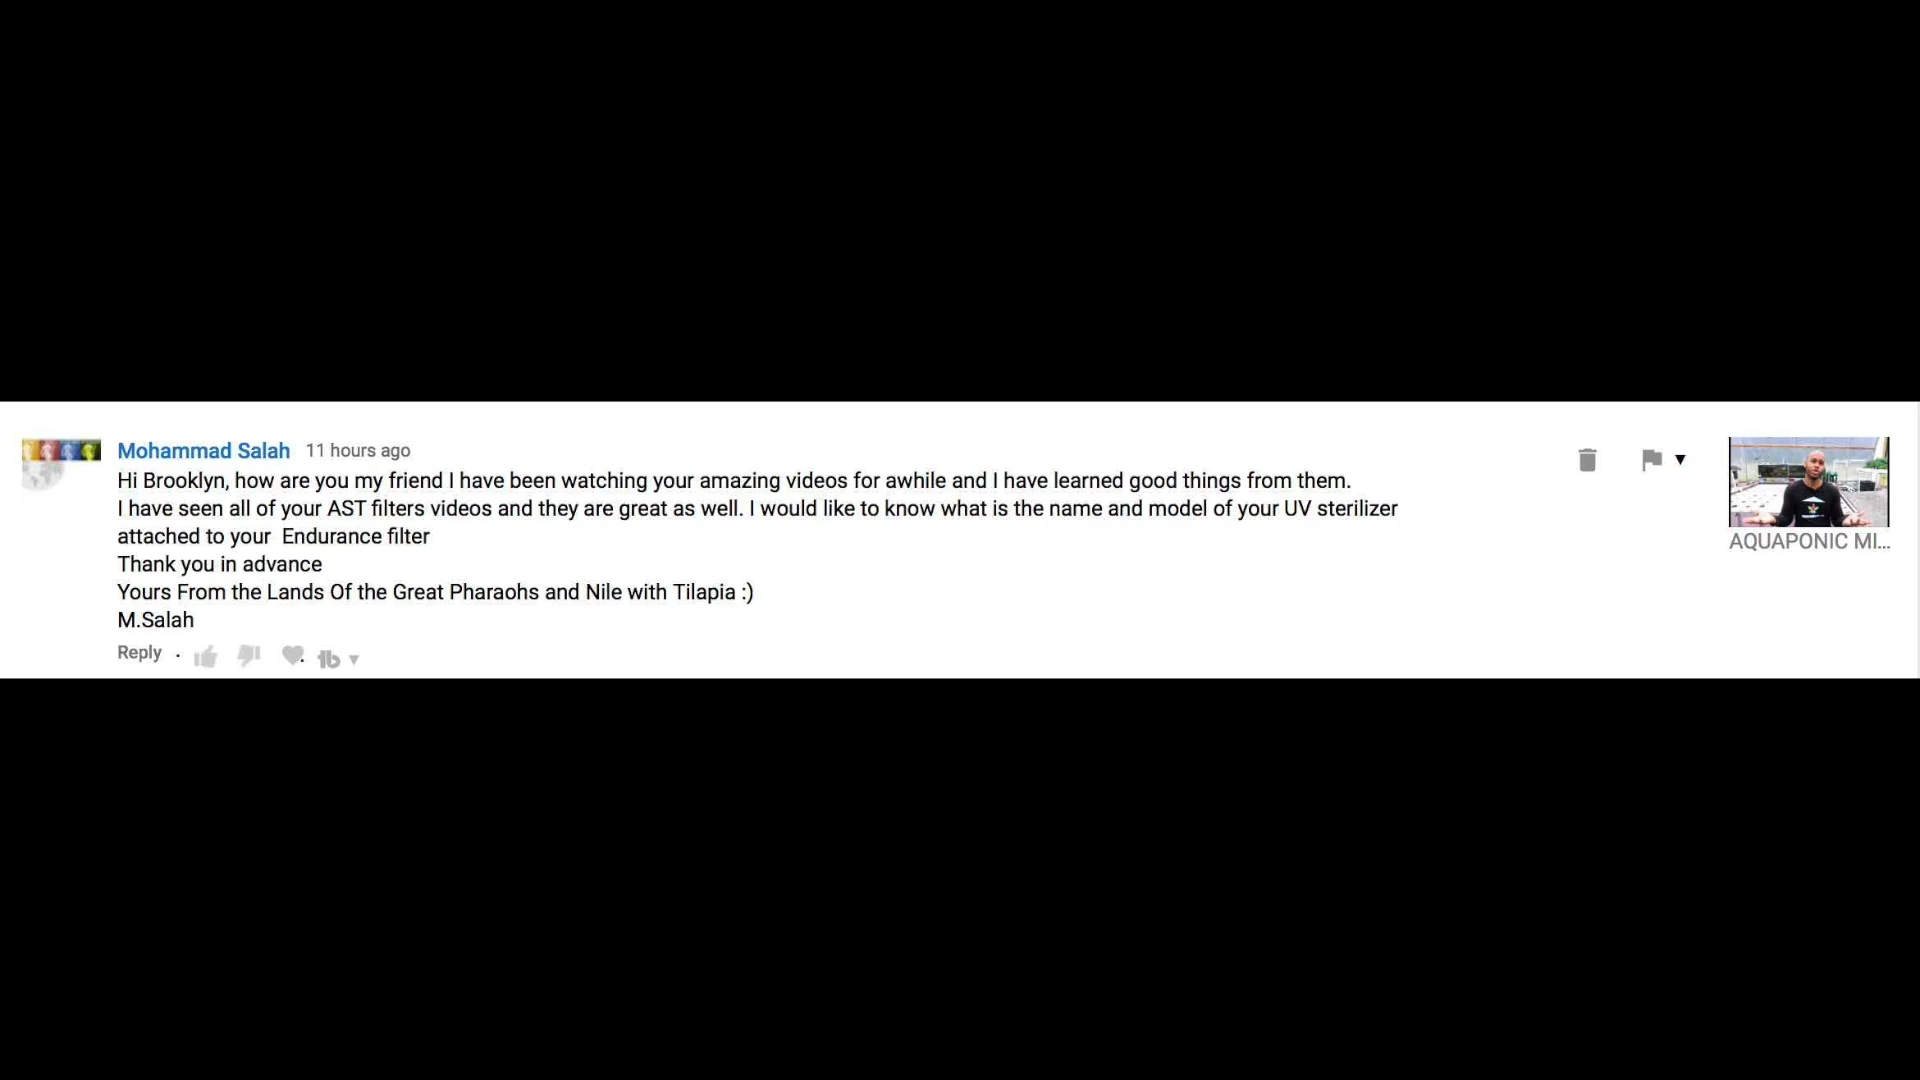 Mohammad Salah 11 hours ago
Hi Brooklyn, how are you my friend I have been watching your amazing videos for awhile and I have learned good things from them.
I have seen all of your AST filters videos and they are great as well. I would like to know what is the name and model of your UV sterilizer
attached to your  Endurance filter
Thank you in advance
Yours From the Lands Of the Great Pharaohs and Nile with Tilapia :)
M.Salah
Reply
AQUAPONIC MI...